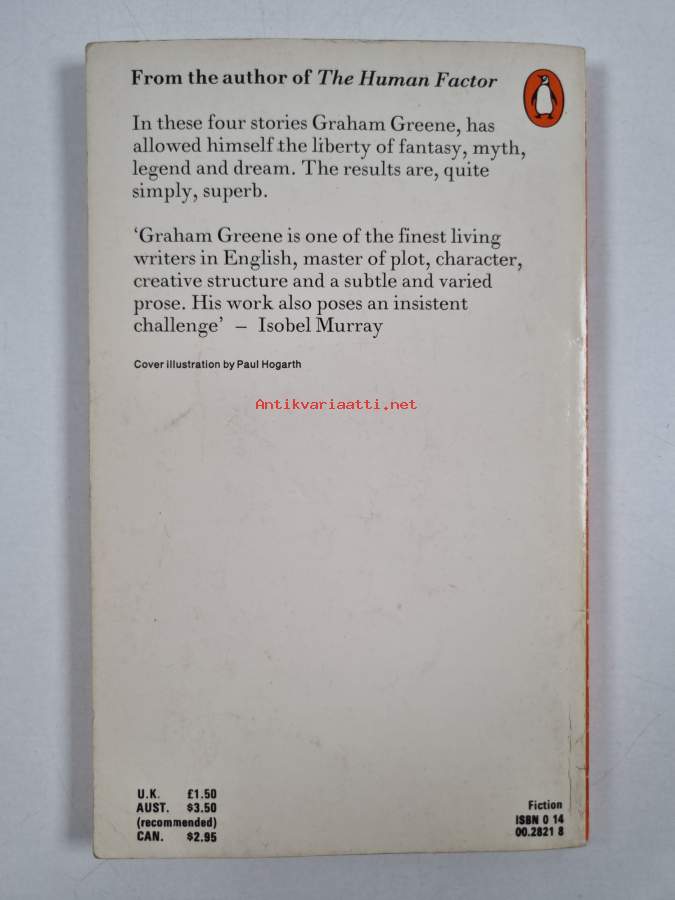 From the author of The Human Factor
In these four stories Graham Greene, has
allowed himself the liberty of fantasy, myth,
legend and dream. The results are, quite
simply, superb.
‘Graham Greene is one of the finest living
writers in English, master of plot, character,
creative structure and a subtle and varied
prose. His work also poses an insistent
challenge’ – Isobel Murray
Cover illustration by Paul Hogarth
Antikvariaatti.net
U.K. £1.50
AUST. $3.50
(recommended)
CAN. $2.95
Fiction
ISBN 0 14
00.2821 8